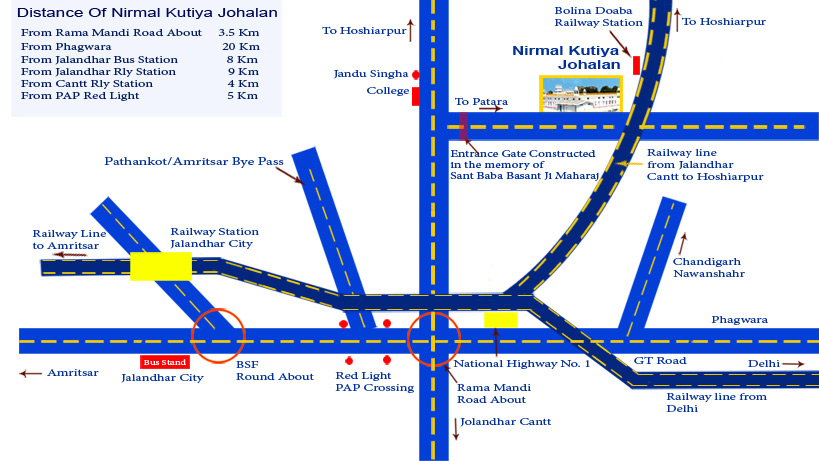 Distance Of Nirmal Kutiya Johalan
From Rama Mandi Road About 3.5 Km
From Phagwara 20 Km
From Jalandhar Bus Station 8 Km
From Jalandhar Rly Station 9 Km
From Cantt Rly Station 4 Km
From PAP Red Light 5 Km
To Hoshiarpur
Bolina Doaba
Railway Station
To Hoshiarpur
Nirmal Kutiya
Johalan
Jandu Singha
College
To Patara
Entrance Gate Constructed
in the memory of
Sant Baba Basant Ji Maharaj
Railway line
from Jalandhar
Cantt to Hoshiarpur
Pathankot/Amritsar Bye Pass
Railway Line
to Amritsar
Railway Station
Jalandhar City
Chandigarh
Nawanshahr
Phagwara
Bus Stand
Jalandhar City
BSF
Round About
Amritsar
Red Light
PAP Crossing
National Highway No. 1
GT Road
Delhi
Rama Mandi
Road About
Railway line from
Delhi
Jolandhar Cantt